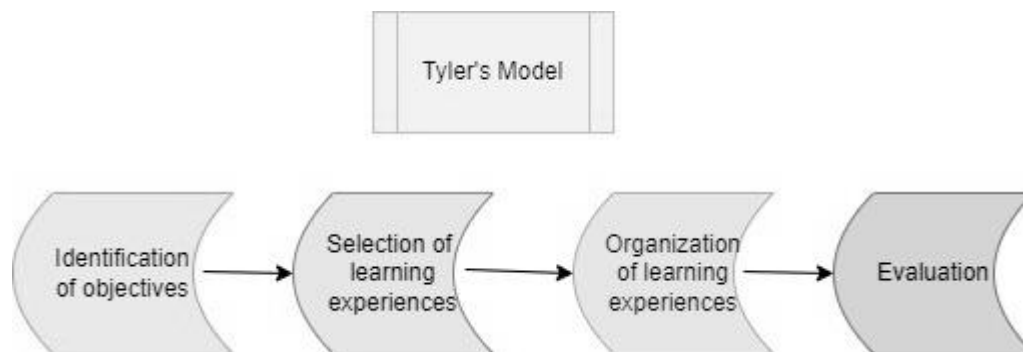 Tyler's Model
Identification
of objectives
Selection of
learning
experiences
Organization
of learning
experiences
Evaluation